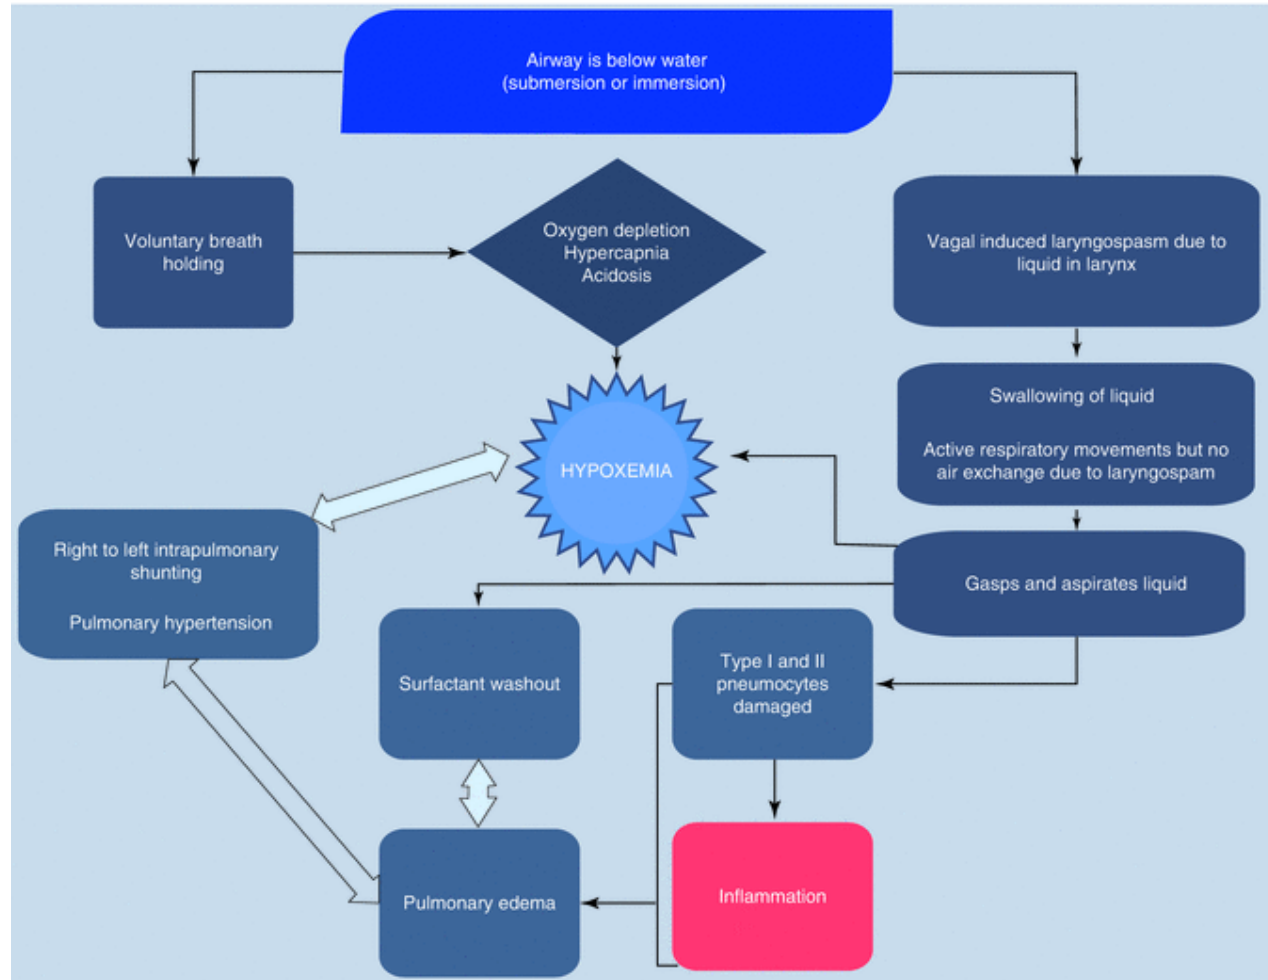 Airway is below water
(submersion or immersion)
Voluntary breath
holding
Oxygen depletion
Hypercapnia
Acidosis
Vagal induced laryngospasm due to
liquid in larynx
Swallowing of liquid
Active respiratory movements but no
air exchange due to laryngospam
HYPOXEMIA
Right to left intrapulmonary
shunting
Pulmonary hypertension
Gasps and aspirates liquid
Surfactant washout
Type I and II
pneumocytes
damaged
Pulmonary edema
Inflammation